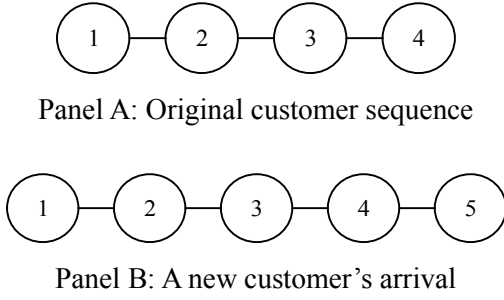 1 2 3 4
Panel A: Original customer sequence
1 2 3 4 5
Panel B: A new customer’s arrival